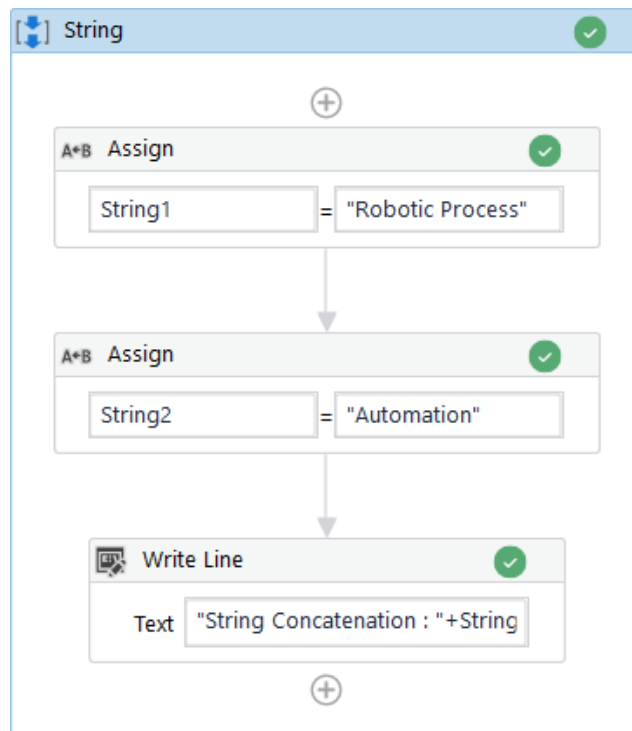 String
A←B Assign
String1 = "Robotic Process"
A←B Assign
String2 = "Automation"
Write Line
Text "String Concatenation : "+String